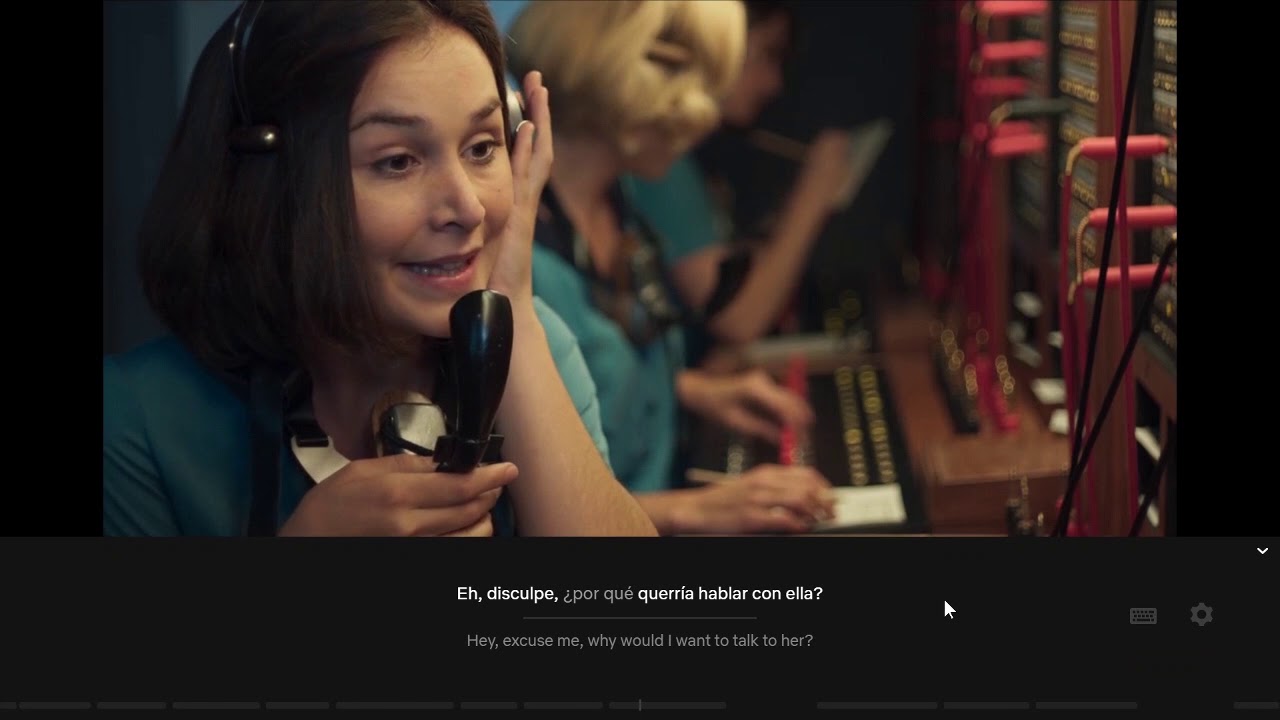 Eh, disculpe, ¿por qué querría hablar con ella?
Hey, excuse me, why would I want to talk to her?